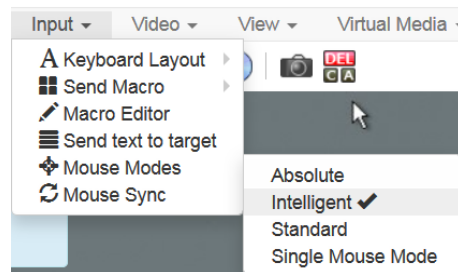 Input Video View Virtual Media
DEL
C A
Keyboard Layout
Send Macro
Macro Editor
Send text to target
Mouse Modes
Mouse Sync
Absolute
Intelligent
Standard
Single Mouse Mode